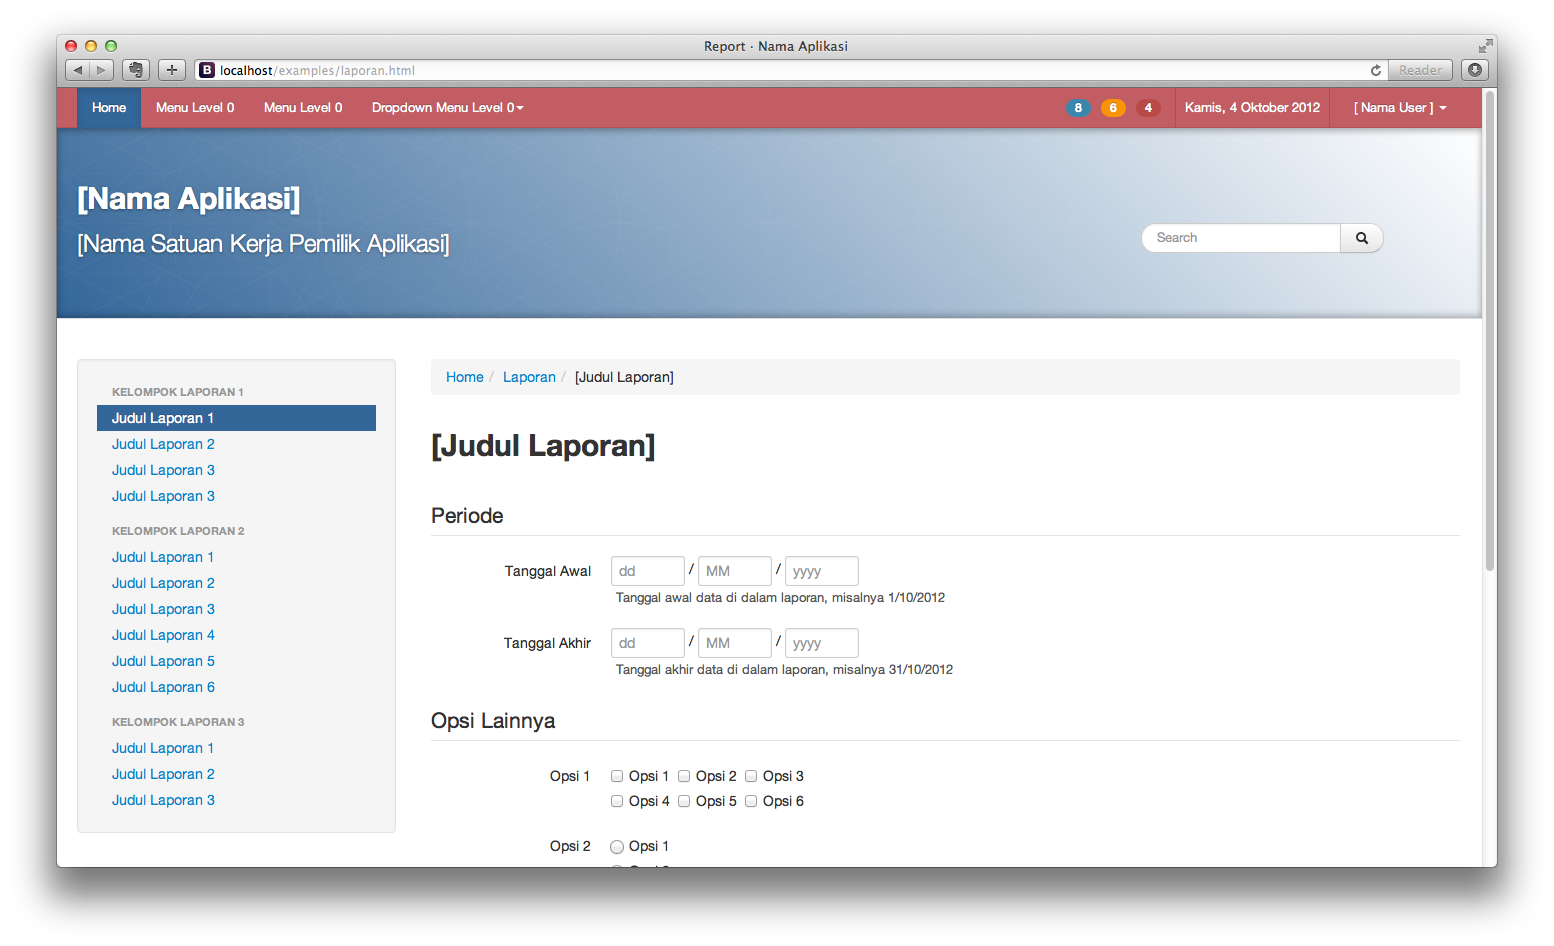 Report · Nama Aplikasi
localhost/examples/laporan.html
Reader
Home Menu Level 0 Menu Level 0 Dropdown Menu Level 0 8 6 4 Kamis, 4 Oktober 2012 [ Nama User ]
[Nama Aplikasi]
[Nama Satuan Kerja Pemilik Aplikasi]
Search
KELOMPOK LAPORAN 1
Judul Laporan 1
Judul Laporan 2
Judul Laporan 3
Judul Laporan 3
KELOMPOK LAPORAN 2
Judul Laporan 1
Judul Laporan 2
Judul Laporan 3
Judul Laporan 4
Judul Laporan 5
Judul Laporan 6
KELOMPOK LAPORAN 3
Judul Laporan 1
Judul Laporan 2
Judul Laporan 3
Home / Laporan / [Judul Laporan]
[Judul Laporan]
Periode
Tanggal Awal dd / MM / yyyy
Tanggal awal data di dalam laporan, misalnya 1/10/2012
Tanggal Akhir dd / MM / yyyy
Tanggal akhir data di dalam laporan, misalnya 31/10/2012
Opsi Lainnya
Opsi 1 Opsi 1 Opsi 2 Opsi 3
Opsi 4 Opsi 5 Opsi 6
Opsi 2 Opsi 1